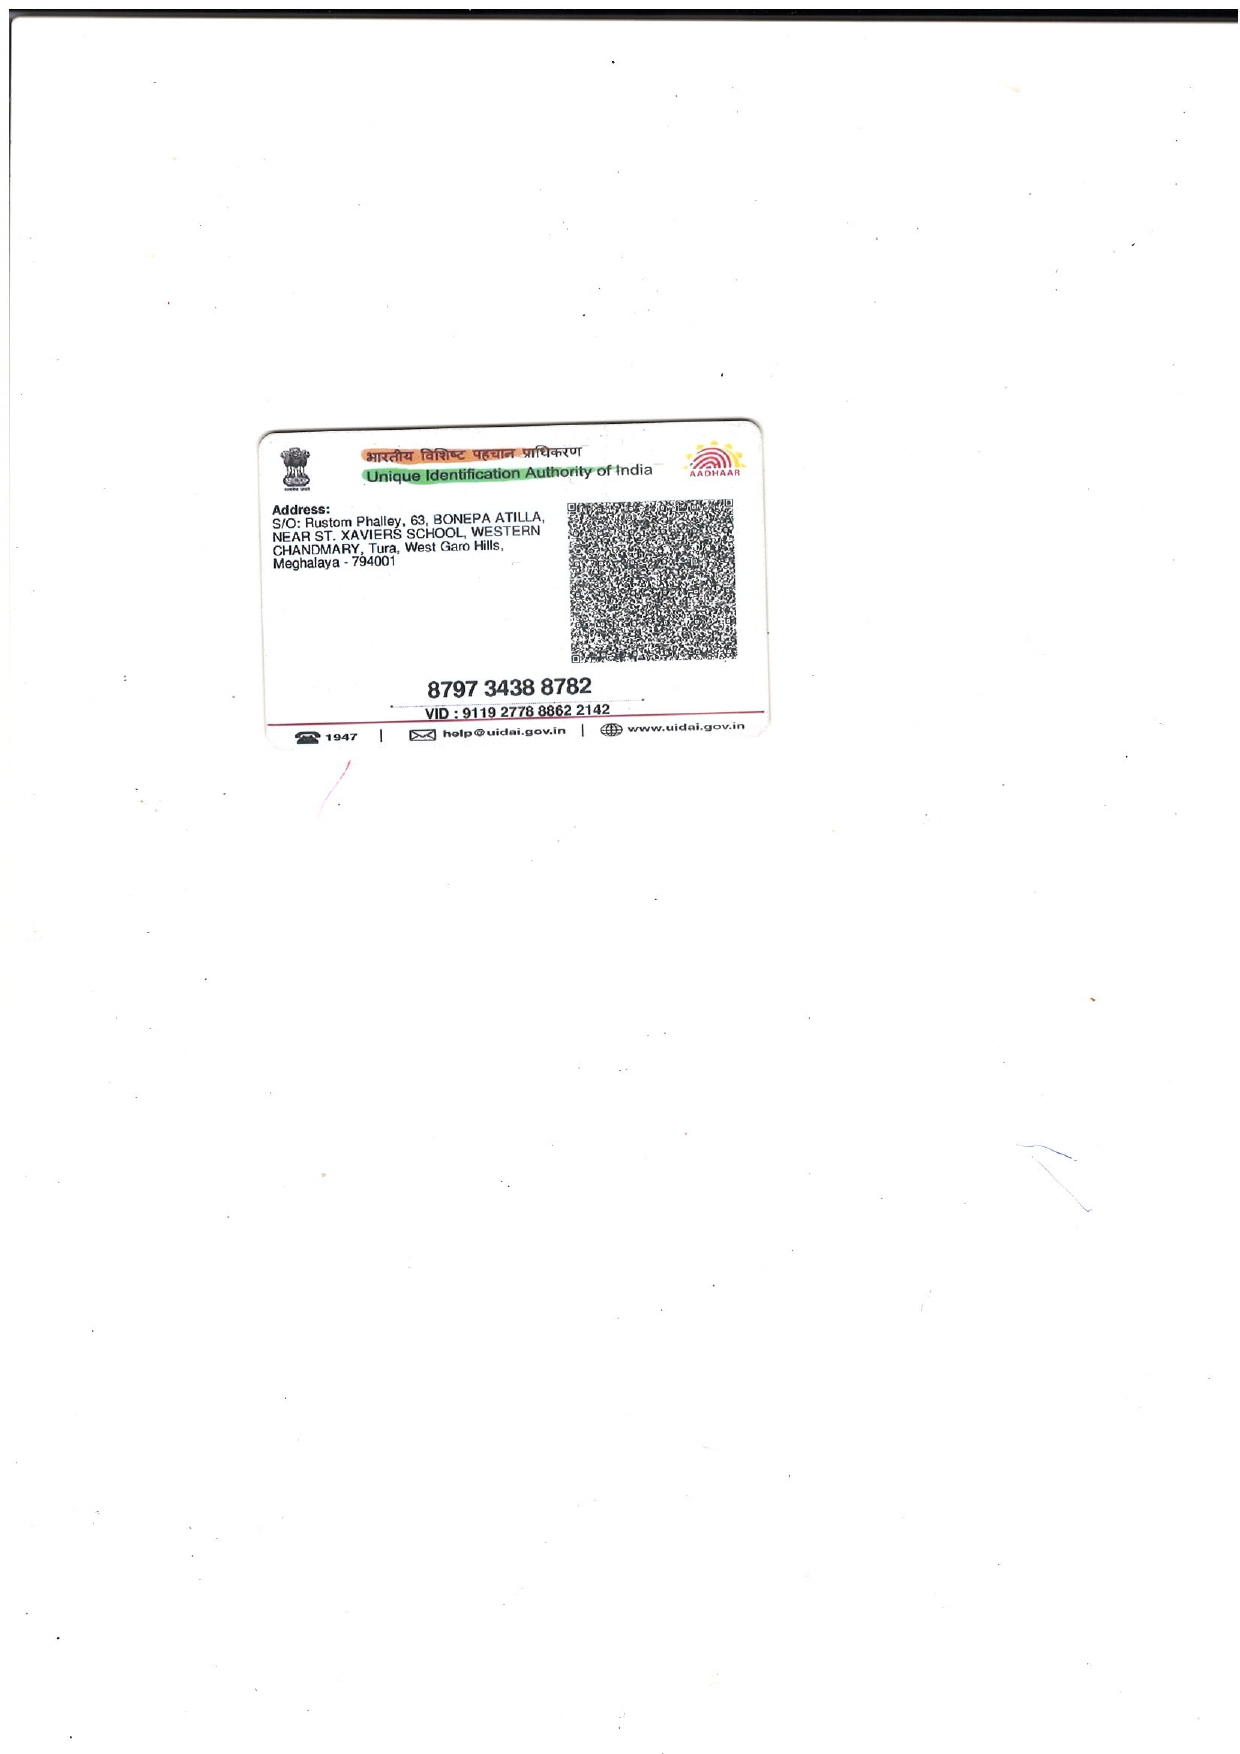 भारतीय विशिष्ट पहचान प्राधिकरण
Unique Identification Authority of India
AADHAAR
Address:
S/O: Rustom Phalley, 63, BONEPA ATILLA,
NEAR ST. XAVIERS SCHOOL, WESTERN
CHANDMARY, Tura, West Garo Hills,
Meghalaya - 794001
8797 3438 8782
VID : 9119 2778 8862 2142
1947 | help@uidai.gov.in | www.uidai.gov.in